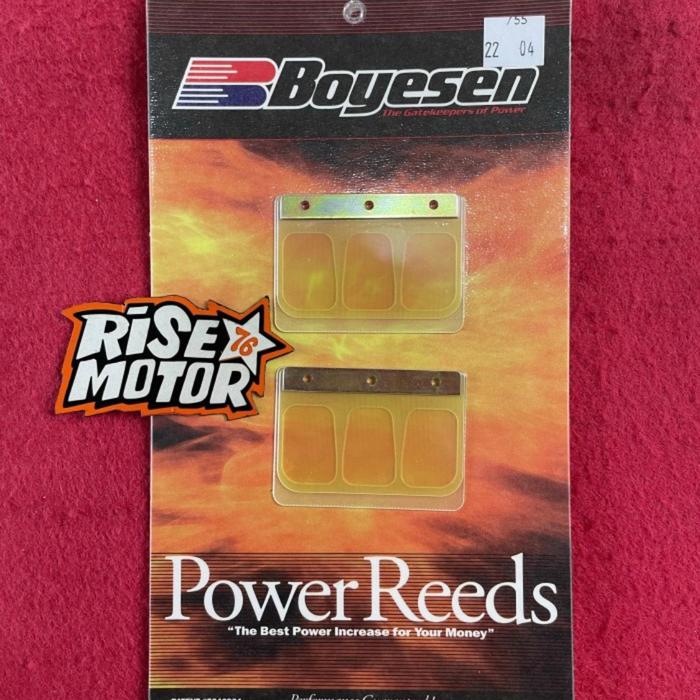 755
22 04
Boyesen
The Gatekeepers of Power
RiSE 76
MOTOR
Power Reeds
"The Best Power Increase for Your Money"